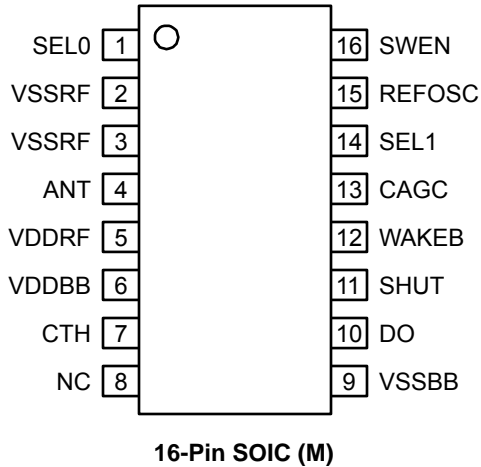 SEL0 1 16 SWEN
VSSRF 2 15 REFOSC
VSSRF 3 14 SEL1
ANT 4 13 CAGC
VDDRF 5 12 WAKEB
VDDBB 6 11 SHUT
CTH 7 10 DO
NC 8 9 VSSBB
16-Pin SOIC (M)